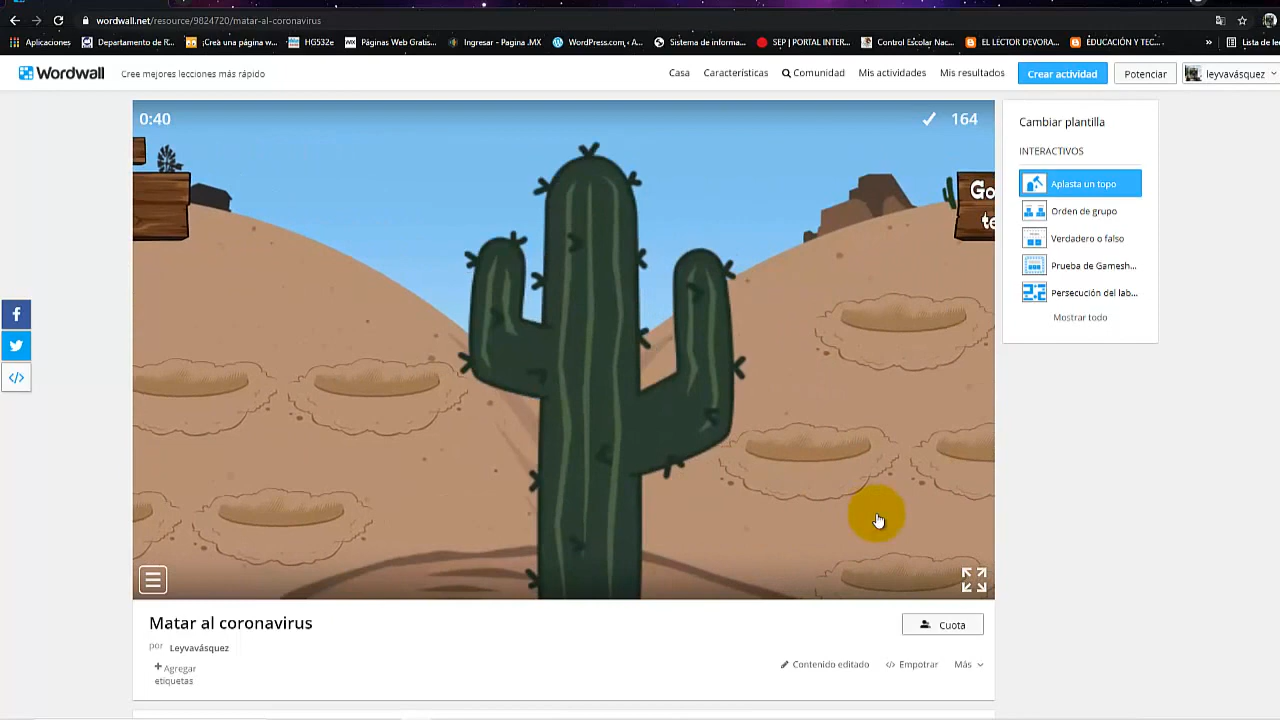 wordwall.net/resource/9824720/matar-al-coronavirus
Aplicaciones Departamento de R... ¡Crea una página w... HG532e Páginas Web Gratis... Ingresar - Pagina .MX WordPress.com, « A... Sistema de informa... SEP | PORTAL INTER... Control Escolar Nac... EL LECTOR DEVORA... EDUCACIÓN Y TEC... » Lista de le
Wordwall Cree mejores lecciones más rápido Casa Características Comunidad Mis actividades Mis resultados Crear actividad Potenciar leyvavásquez
0:40 164
Go
te
Cambiar plantilla
INTERACTIVOS
Aplasta un topo
Orden de grupo
Verdadero o falso
Prueba de Gamesh...
Persecución del lab...
Mostrar todo
Matar al coronavirus
Cuota
por Leyvavásquez
+ Agregar
etiquetas
Contenido editado </> Empotrar Más